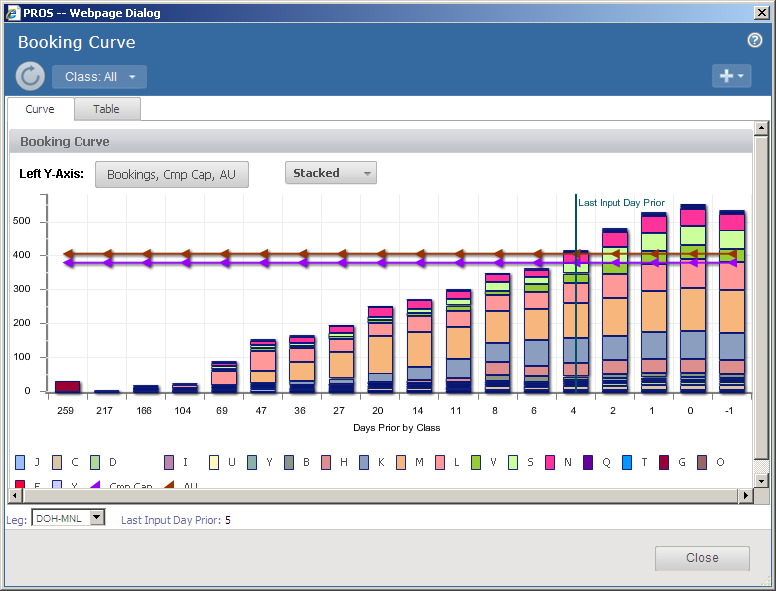 PROS -- Webpage Dialog
Booking Curve
Class: All
Curve Table
Booking Curve
Left Y-Axis: Bookings, Cmp Cap, AU Stacked
Last Input Day Prior
500
400
300
200
100
0
259 217 166 104 69 47 36 27 20 14 11 8 6 4 2 1 0 -1
Days Prior by Class
J C D I U Y B H K M L V S N Q T G O
Cmp Cap AU
Leg: DOH-MNL Last Input Day Prior: 5
Close